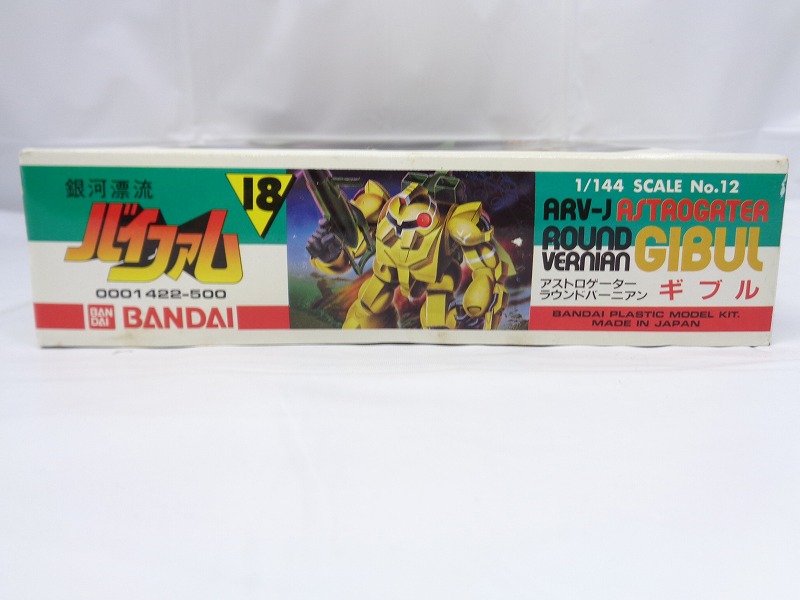 銀河漂流
バイファム
18
0001422-500
BAN
DAI
BANDAI
1/144 SCALE No.12
ARV-J ASTROGATER
ROUND
VERNIAN
GIBUL
アストロゲーター
ラウンドバーニアン
ギブル
BANDAI PLASTIC MODEL KIT.
MADE IN JAPAN